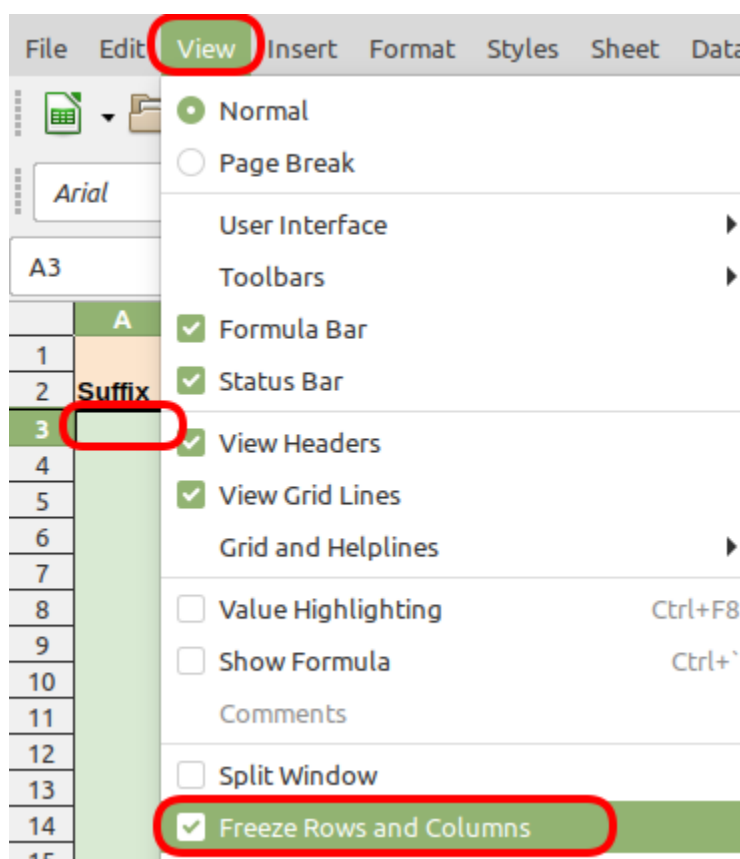 File Edit View Insert Format Styles Sheet Data
Normal
Page Break
Arial
User Interface
A3
Toolbars
A
Formula Bar
1
2 Suffix
Status Bar
3
View Headers
4
5
View Grid Lines
6
Grid and Helplines
7
8
Value Highlighting Ctrl+F8
9
Show Formula Ctrl+`
10
11
Comments
12
13
Split Window
14
Freeze Rows and Columns
15